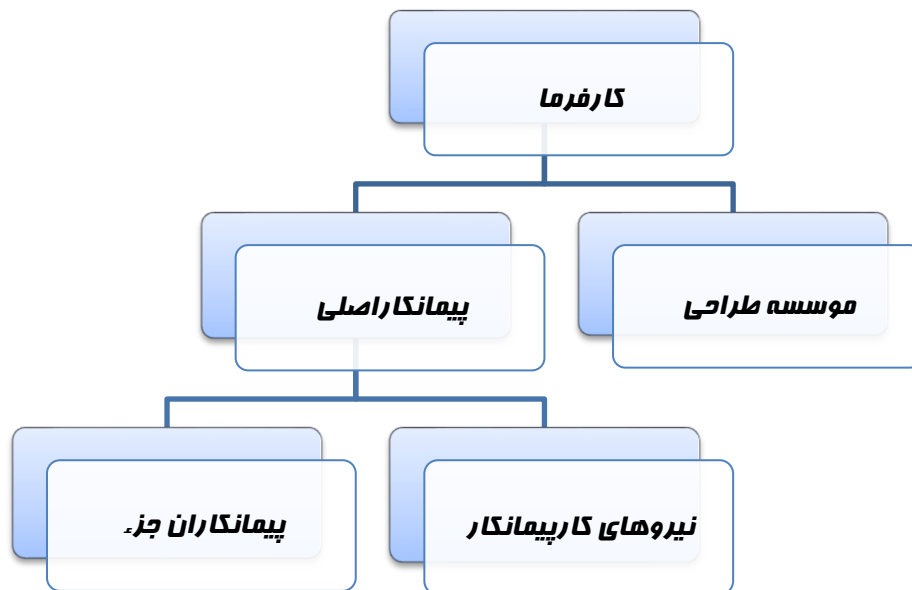 کارفرما
موسسه طراحی
پیمانکاراصلی
نیروهای کارپیمانکار
پیمانکاران جزء